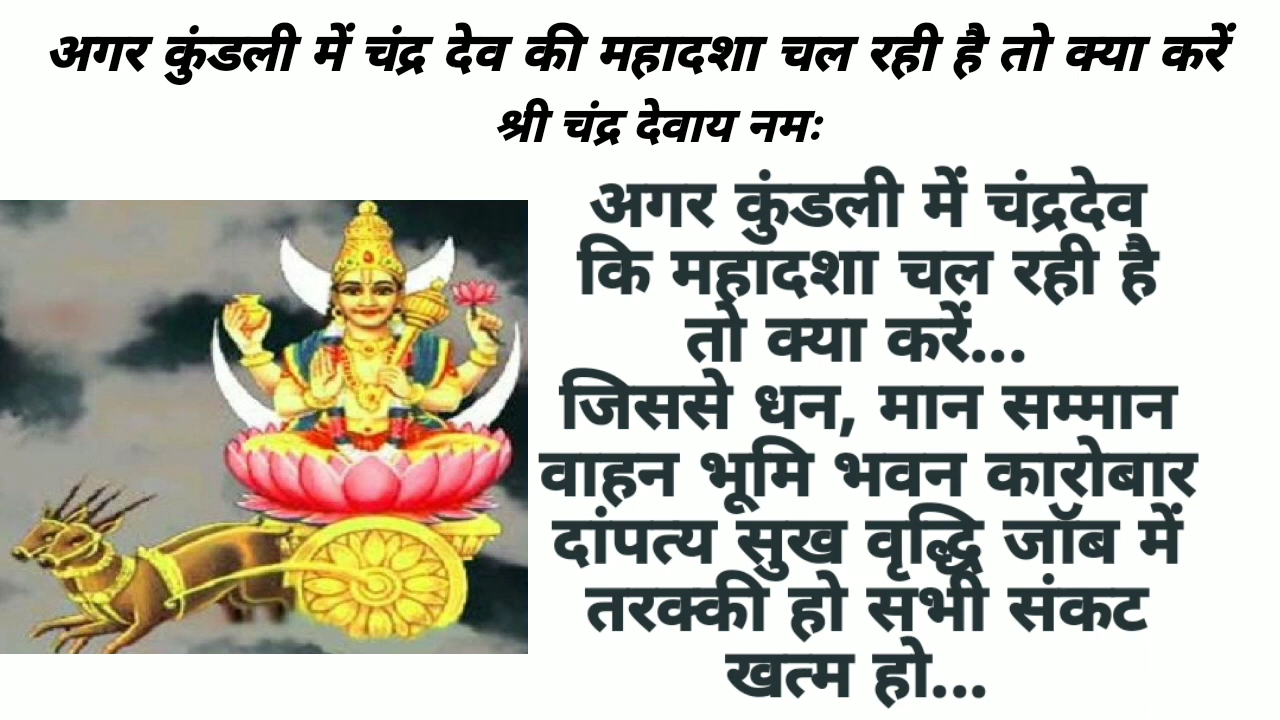 अगर कुंडली में चंद्र देव की महादशा चल रही है तो क्या करें
श्री चंद्र देवाय नमः
अगर कुंडली में चंद्रदेव
कि महादशा चल रही है
तो क्या करें...
जिससे धन, मान सम्मान
वाहन भूमि भवन कारोबार
दांपत्य सुख वृद्धि जॉब में
तरक्की हो सभी संकट
खत्म हो...